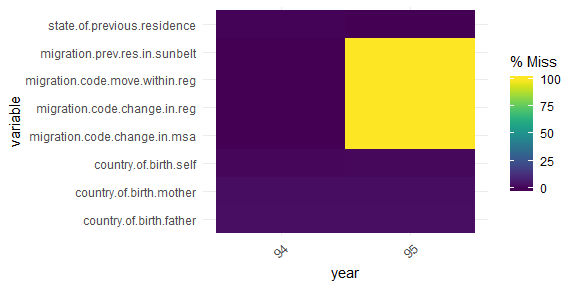 state.of.previous.residence
migration.prev.res.in.sunbelt
migration.code.move.within.reg
migration.code.change.in.reg
migration.code.change.in.msa
country.of.birth.self
country.of.birth.mother
country.of.birth.father
variable
94
95
year
% Miss
100
75
50
25
0